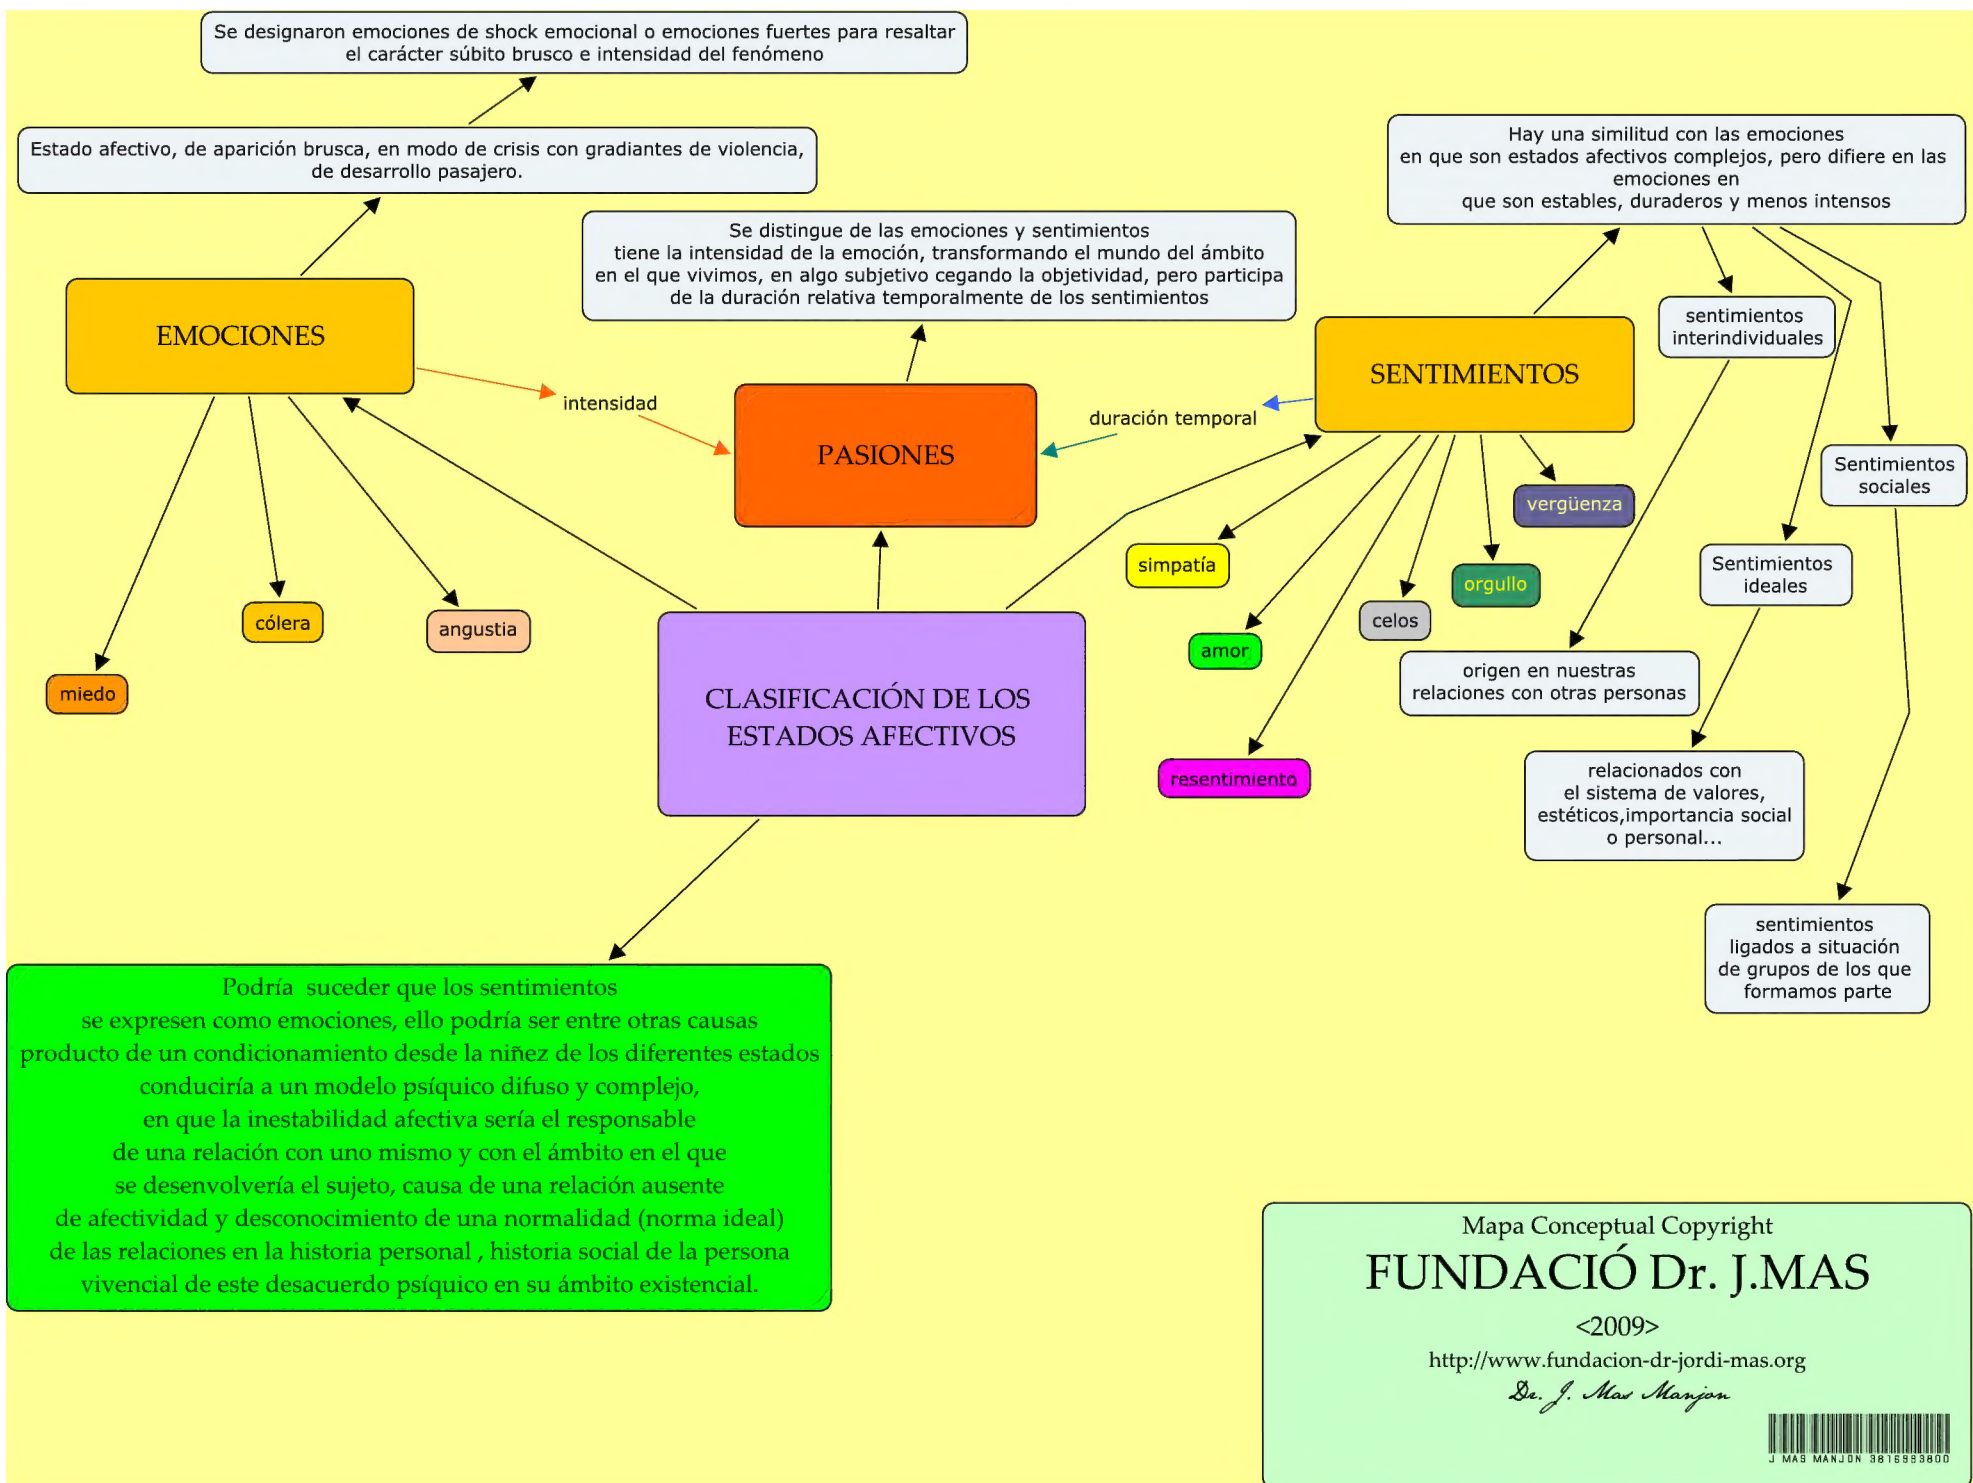 Se designaron emociones de shock emocional o emociones fuertes para resaltar
el carácter súbito brusco e intensidad del fenómeno
Estado afectivo, de aparición brusca, en modo de crisis con gradiantes de violencia,
de desarrollo pasajero.
Hay una similitud con las emociones
en que son estados afectivos complejos, pero difiere en las
emociones en
que son estables, duraderos y menos intensos
Se distingue de las emociones y sentimientos
tiene la intensidad de la emoción, transformando el mundo del ámbito
en el que vivimos, en algo subjetivo cegando la objetividad, pero participa
de la duración relativa temporalmente de los sentimientos
EMOCIONES
sentimientos
interindividuales
SENTIMIENTOS
intensidad
duración temporal
PASIONES
Sentimientos
sociales
vergüenza
simpatía
orgullo
Sentimientos
ideales
cólera
angustia
celos
amor
miedo
origen en nuestras
relaciones con otras personas
CLASIFICACIÓN DE LOS
ESTADOS AFECTIVOS
resentimiento
relacionados con
el sistema de valores,
estéticos,importancia social
o personal...
sentimientos
ligados a situación
de grupos de los que
formamos parte
Podría suceder que los sentimientos
se expresen como emociones, ello podría ser entre otras causas
producto de un condicionamiento desde la niñez de los diferentes estados
conduciría a un modelo psíquico difuso y complejo,
en que la inestabilidad afectiva sería el responsable
de una relación con uno mismo y con el ámbito en el que
se desenvolvería el sujeto, causa de una relación ausente
de afectividad y desconocimiento de una normalidad (norma ideal)
de las relaciones en la historia personal , historia social de la persona
vivencial de este desacuerdo psíquico en su ámbito existencial.
Mapa Conceptual Copyright
FUNDACIÓ Dr. J.MAS
<2009>
http://www.fundacion-dr-jordi-mas.org
Dr. J. Mas Manjon
J MAS MANJON 3816993800